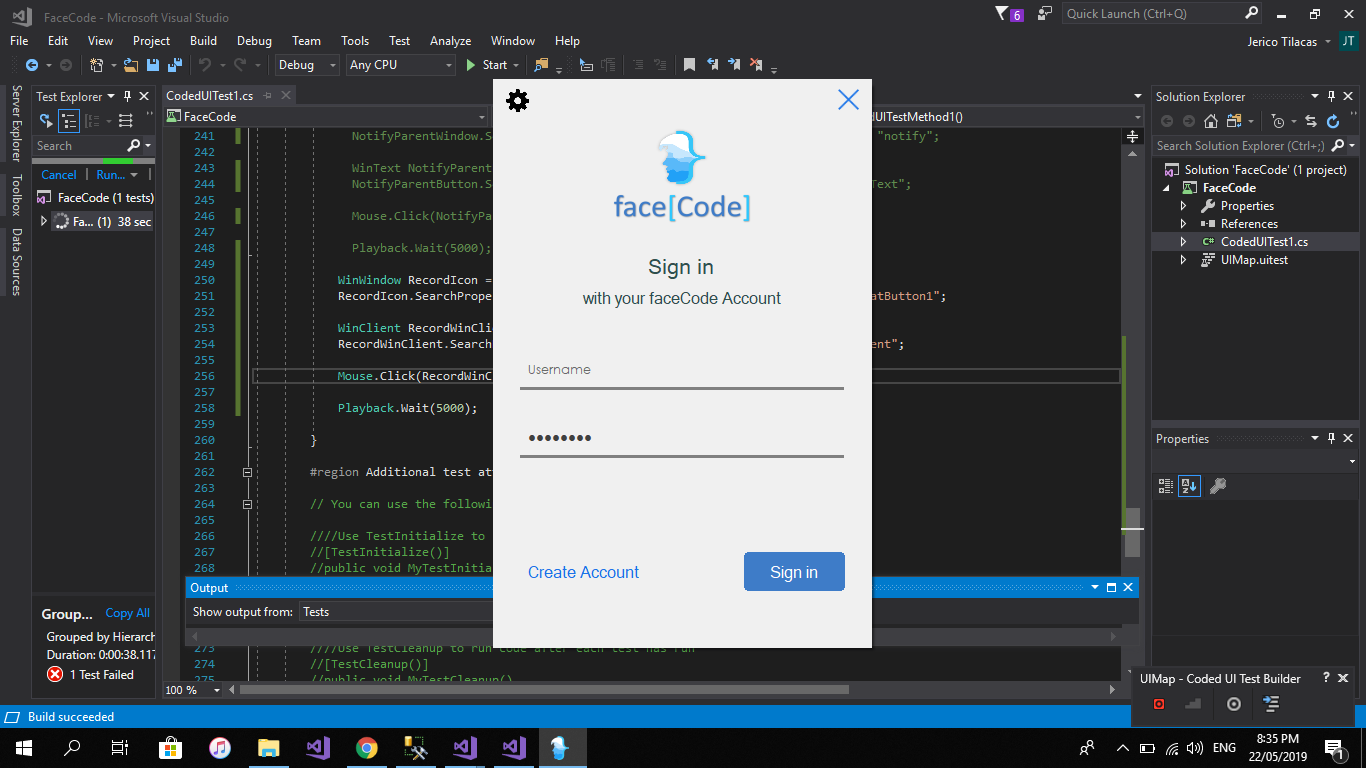 FaceCode - Microsoft Visual Studio
6
Quick Launch (Ctrl+Q)
File Edit View Project Build Debug Team Tools Test Analyze Window Help
Jerico Tilacas JT
Debug Any CPU Start
Server Explorer
Toolbox
Data Sources
Test Explorer
Search
Cancel Run...
FaceCode (1 tests)
Fa... (1) 38 sec
Group...
Copy All
Grouped by Hierarch
Duration: 0:00:38.117
1 Test Failed
CodedUITest1.cs
FaceCode
UITestMethod1()
241 NotifyParentWindow.S "notify";
242
243 WinText NotifyParent
244 NotifyParentButton.S Text";
245
246 Mouse.Click(NotifyPa
247
248 Playback.Wait(5000);
249
250 WinWindow RecordIcon =
251 RecordIcon.SearchPrope atButton1";
252
253 WinClient RecordWinCli
254 RecordWinClient.Search ent";
255
256 Mouse.Click(RecordWinC
257
258 Playback.Wait(5000);
259
260 }
261
262 #region Additional test at
263
264 // You can use the followi
265
266 ////Use TestInitialize to
267 //[TestInitialize()]
268 //public void MyTestInitia
Output
Show output from: Tests
273 ////Use TestCleanup to run code after each test has run
274 //[TestCleanup()]
275 //public void MyTestCleanup()
100 %
face[Code]
Sign in
with your faceCode Account
Username
Create Account
Sign in
Solution Explorer
Search Solution Explorer (Ctrl+;)
Solution 'FaceCode' (1 project)
FaceCode
Properties
References
C# CodedUITest1.cs
UIMap.uitest
Properties
UIMap - Coded UI Test Builder ?
Build succeeded
ENG
8:35 PM
22/05/2019
1